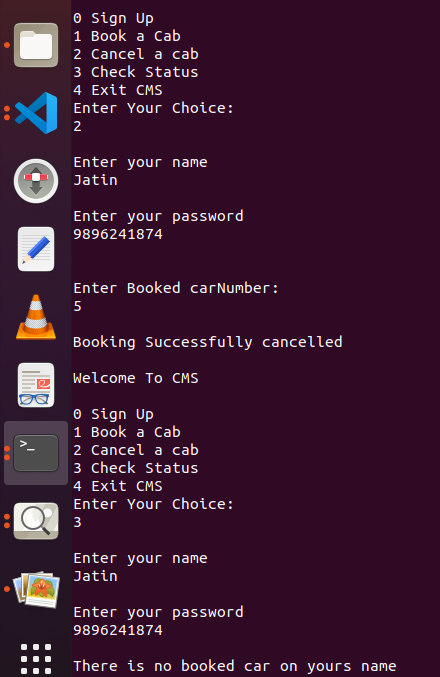 0 Sign Up
1 Book a Cab
2 Cancel a cab
3 Check Status
4 Exit CMS
Enter Your Choice:
2
Enter your name
Jatin
Enter your password
9896241874
Enter Booked carNumber:
5
Booking Successfully cancelled
Welcome To CMS
0 Sign Up
1 Book a Cab
2 Cancel a cab
3 Check Status
4 Exit CMS
Enter Your Choice:
3
Enter your name
Jatin
Enter your password
9896241874
There is no booked car on yours name